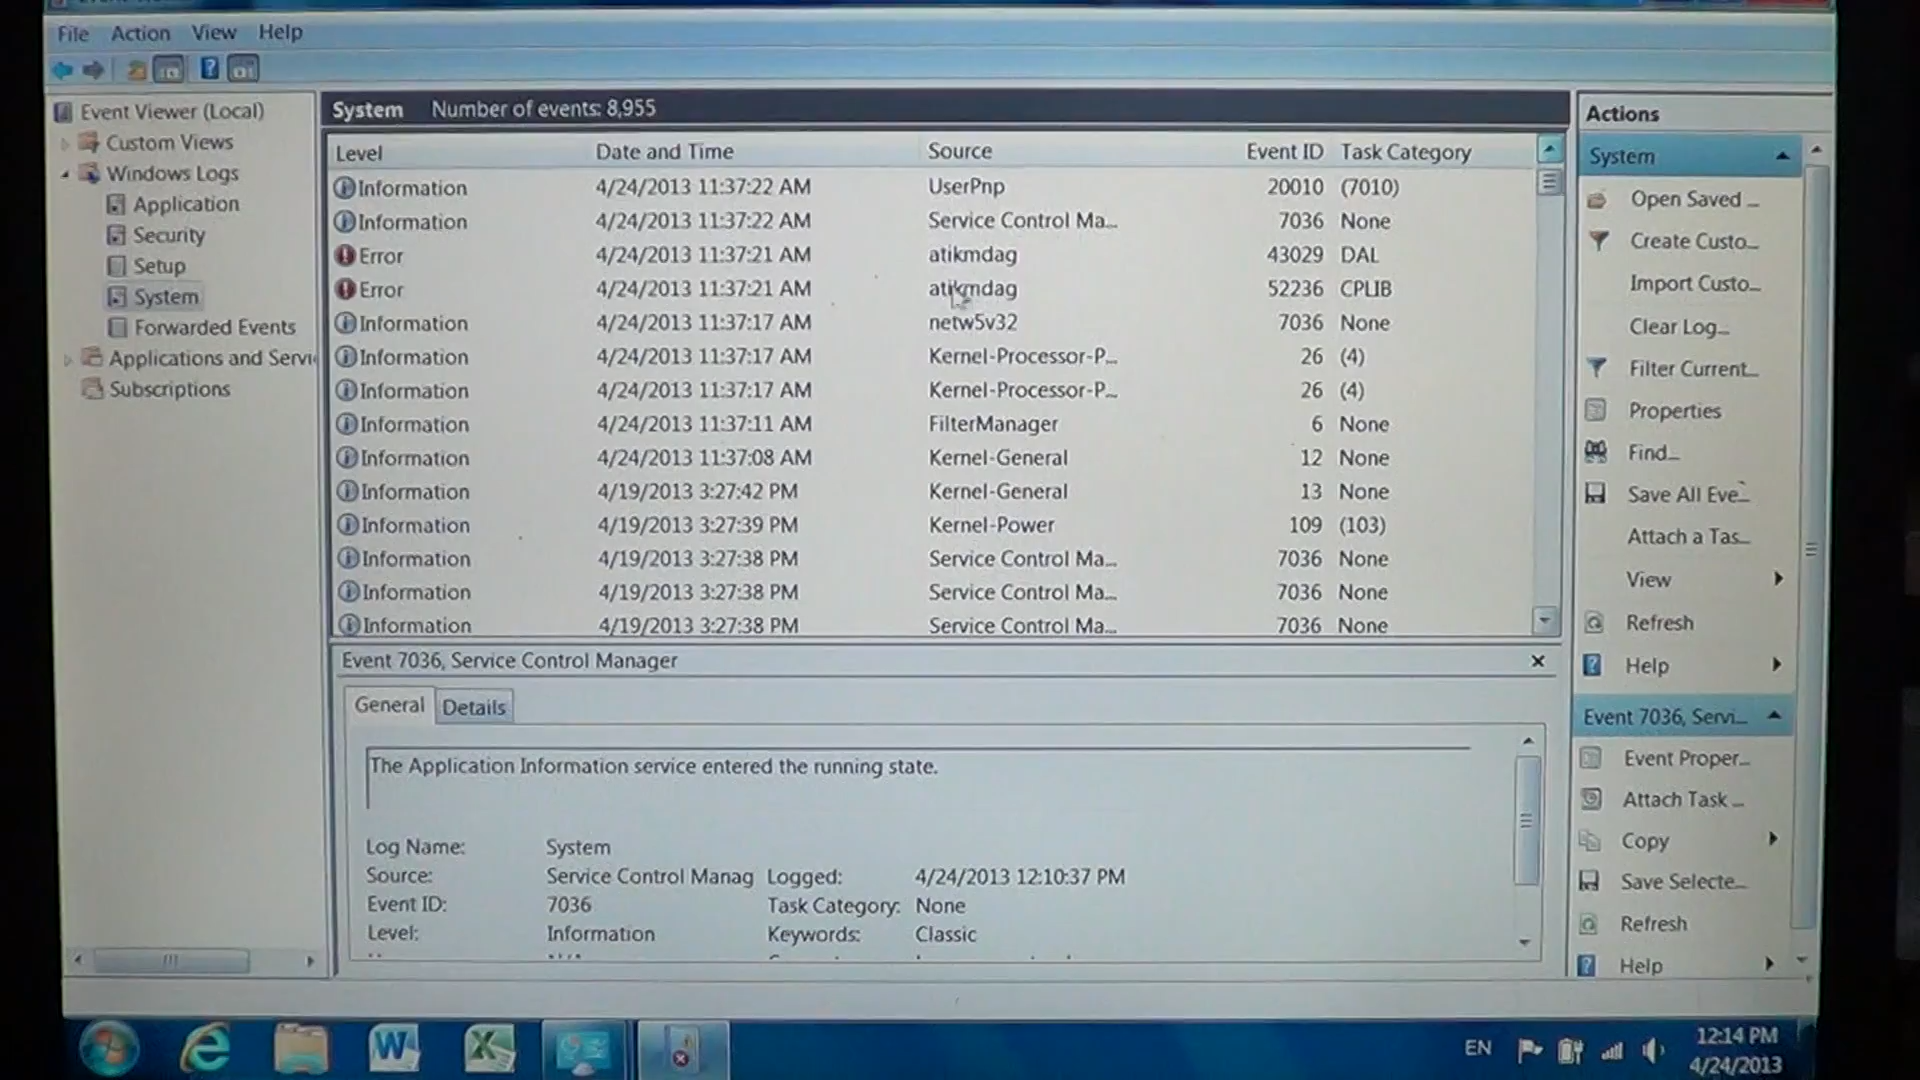 File Action View Help
Event Viewer (Local)
Custom Views
Windows Logs
Application
Security
Setup
System
Forwarded Events
Applications and Servi
Subscriptions
System Number of events: 8,955
Level Date and Time Source Event ID Task Category
Information 4/24/2013 11:37:22 AM UserPnp 20010 (7010)
Information 4/24/2013 11:37:22 AM Service Control Ma... 7036 None
Error 4/24/2013 11:37:21 AM atikmdag 43029 DAL
Error 4/24/2013 11:37:21 AM atikmdag 52236 CPLIB
Information 4/24/2013 11:37:17 AM netw5v32 7036 None
Information 4/24/2013 11:37:17 AM Kernel-Processor-P... 26 (4)
Information 4/24/2013 11:37:17 AM Kernel-Processor-P... 26 (4)
Information 4/24/2013 11:37:11 AM FilterManager 6 None
Information 4/24/2013 11:37:08 AM Kernel-General 12 None
Information 4/19/2013 3:27:42 PM Kernel-General 13 None
Information 4/19/2013 3:27:39 PM Kernel-Power 109 (103)
Information 4/19/2013 3:27:38 PM Service Control Ma... 7036 None
Information 4/19/2013 3:27:38 PM Service Control Ma... 7036 None
Information 4/19/2013 3:27:38 PM Service Control Ma... 7036 None
Event 7036, Service Control Manager
General Details
The Application Information service entered the running state.
Log Name: System
Source: Service Control Manag Logged: 4/24/2013 12:10:37 PM
Event ID: 7036 Task Category: None
Level: Information Keywords: Classic
Actions
System
Open Saved ...
Create Custo...
Import Custo...
Clear Log...
Filter Current...
Properties
Find...
Save All Eve...
Attach a Tas...
View
Refresh
Help
Event 7036, Servi...
Event Proper...
Attach Task ...
Copy
Save Selecte...
Refresh
Help
EN
12:14 PM
4/24/2013